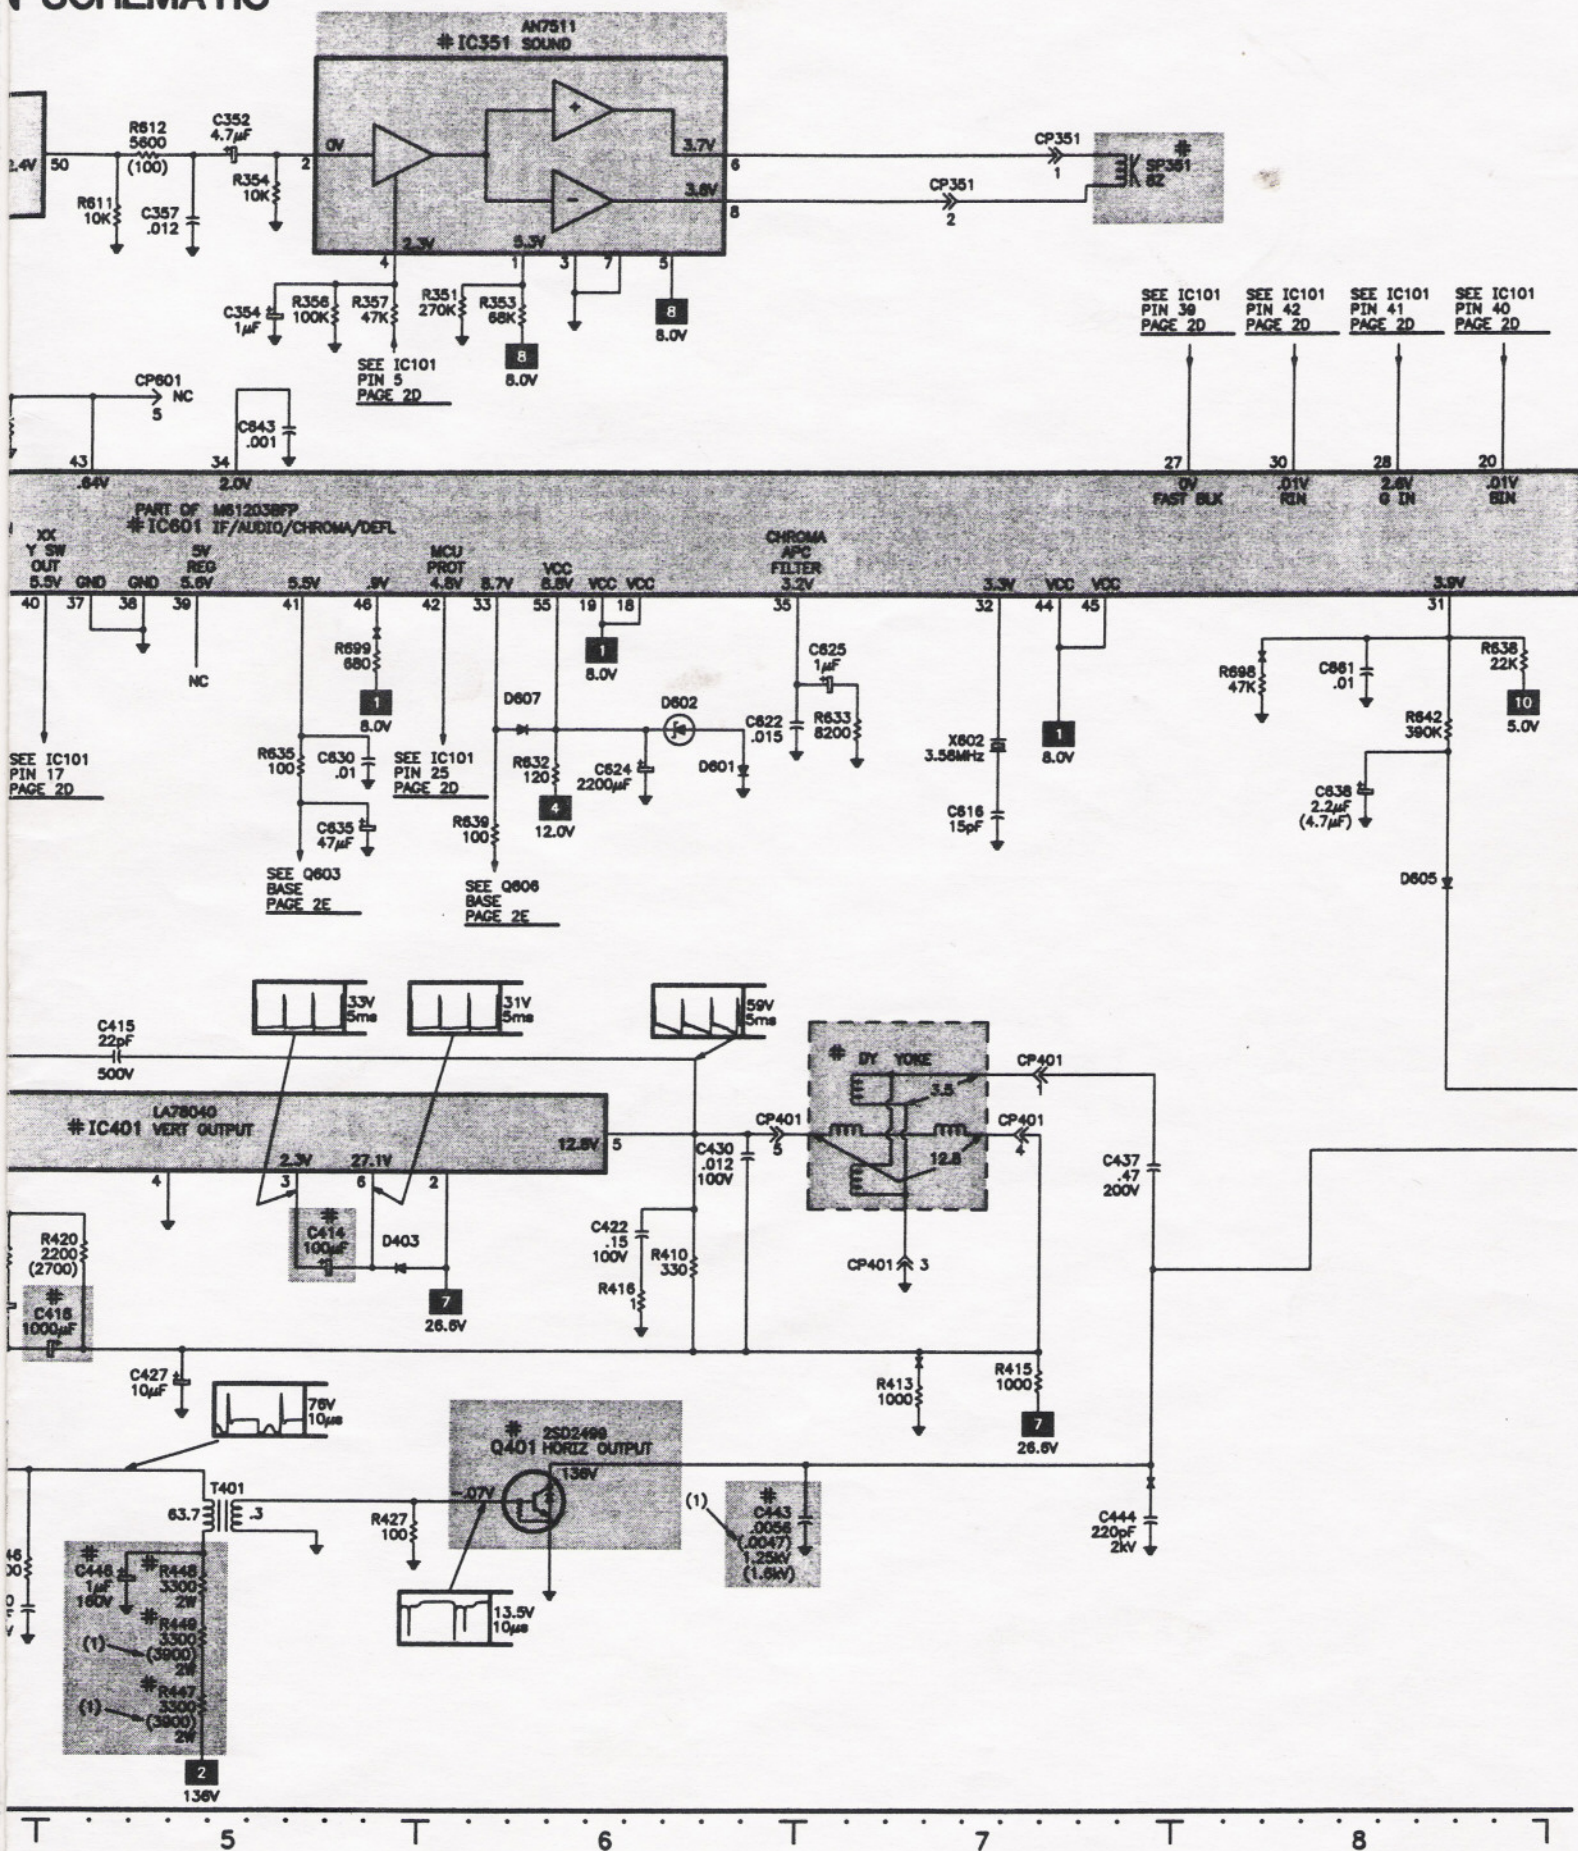 SCHEMATIC
AN7511
#IC351 SOUND
2.4V
50
R612
5600
(100)
C352
4.7µF
R611
10K
C357
.012
R354
10K
2
0V
3.7V
6
3.6V
8
CP351
1
CP351
2
#
SP351
8Z
2.3V
4
5.3V
1
3
7
5
C354
1µF
R356
100K
R357
47K
R351
270K
R353
68K
8
8.0V
8
8.0V
SEE IC101
PIN 5
PAGE 2D
SEE IC101
PIN 39
PAGE 2D
SEE IC101
PIN 42
PAGE 2D
SEE IC101
PIN 41
PAGE 2D
SEE IC101
PIN 40
PAGE 2D
CP601
5
NC
C643
.001
43
.64V
34
2.0V
27
0V
FAST BLK
30
.01V
RIN
28
2.6V
G IN
20
.01V
BIN
PART OF M61203BFP
#IC601 IF/AUDIO/CHROMA/DEFL
XX
Y SW
OUT
5.5V
40
GND
37
GND
38
5V
REG
5.6V
39
5.5V
41
.9V
46
MCU
PROT
4.8V
42
8.7V
33
VCC
8.8V
55
VCC
19
VCC
18
CHROMA
APC
FILTER
3.2V
35
3.3V
32
VCC
44
VCC
45
3.9V
31
NC
R699
680
1
8.0V
1
8.0V
SEE IC101
PIN 17
PAGE 2D
R635
100
C630
.01
C635
47µF
SEE Q603
BASE
PAGE 2E
SEE IC101
PIN 25
PAGE 2D
D607
R632
120
4
12.0V
R639
100
SEE Q606
BASE
PAGE 2E
C624
2200µF
D602
D601
C625
1µF
C622
.015
R633
8200
X602
3.58MHz
C616
15pF
1
8.0V
R698
47K
C661
.01
R638
22K
10
5.0V
R642
390K
C638
2.2µF
(4.7µF)
D605
33V
5ms
31V
5ms
59V
5ms
C415
22pF
500V
LA78040
#IC401 VERT OUTPUT
12.8V
5
4
2.3V
3
27.1V
6
2
#
C414
100µF
D403
7
26.6V
R420
2200
(2700)
#
C416
1000µF
C427
10µF
C430
.012
100V
C422
.15
100V
R410
330
R416
1
CP401
5
# DY YOKE
3.5
12.8
CP401
1
CP401
4
CP401
3
C437
.47
200V
R413
1000
R415
1000
7
26.6V
76V
10µs
T401
63.7
.3
R427
100
# 2SD2499
Q401 HORIZ OUTPUT
136V
-.07V
13.5V
10µs
(1)
#
C443
.0056
(.0047)
1.25kV
(1.6kV)
C444
220pF
2kV
#
C446
1µF
160V
#
R448
3300
2W
#
R449
3300
(1)
(3900)
2W
#
R447
3300
(1)
(3900)
2W
2
136V
5
6
7
8